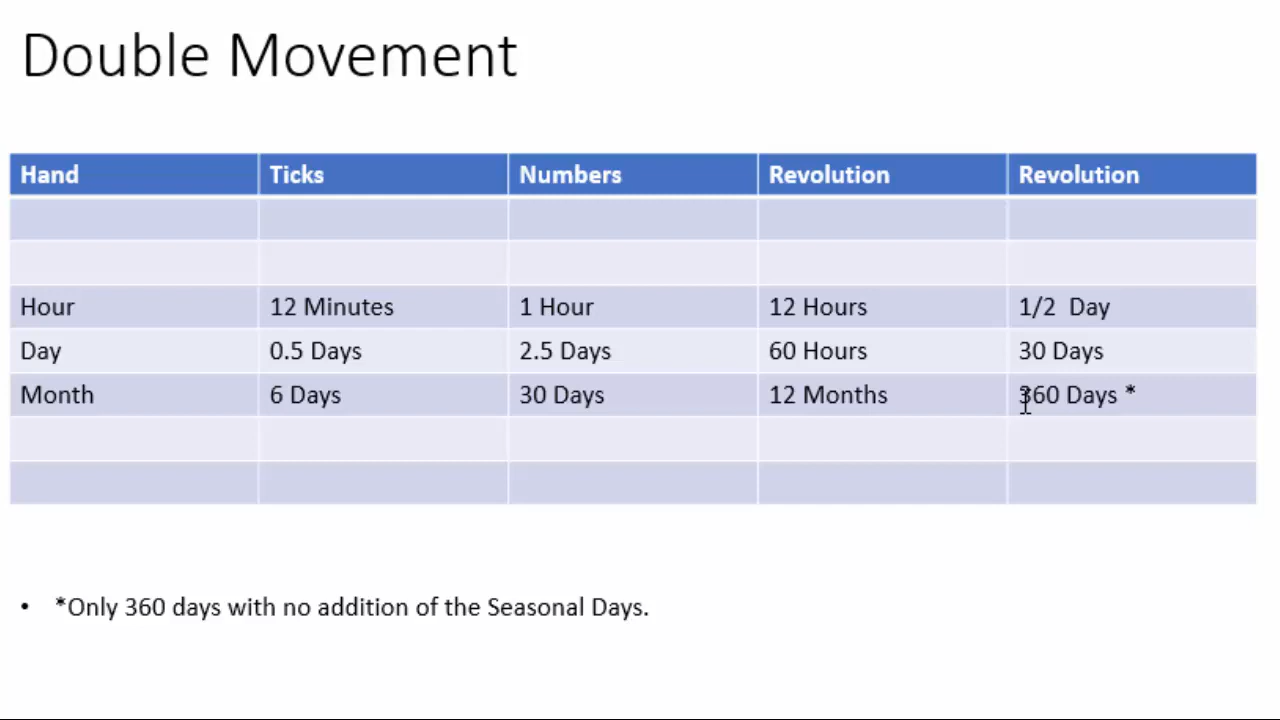 Double Movement
Hand Ticks Numbers Revolution Revolution
Hour 12 Minutes 1 Hour 12 Hours 1/2 Day
Day 0.5 Days 2.5 Days 60 Hours 30 Days
Month 6 Days 30 Days 12 Months 360 Days *
• *Only 360 days with no addition of the Seasonal Days.